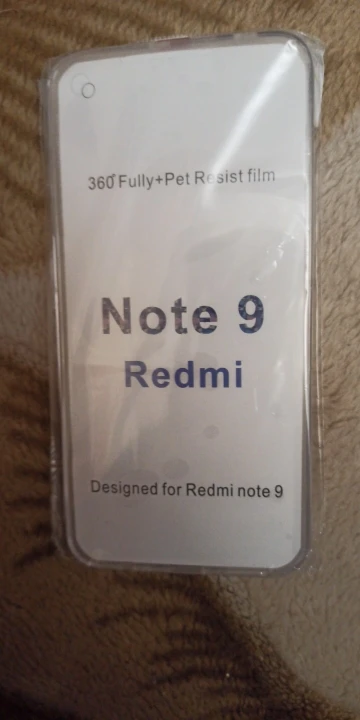 360°Fully+Pet Resist film
Note 9
Redmi
Designed for Redmi note 9